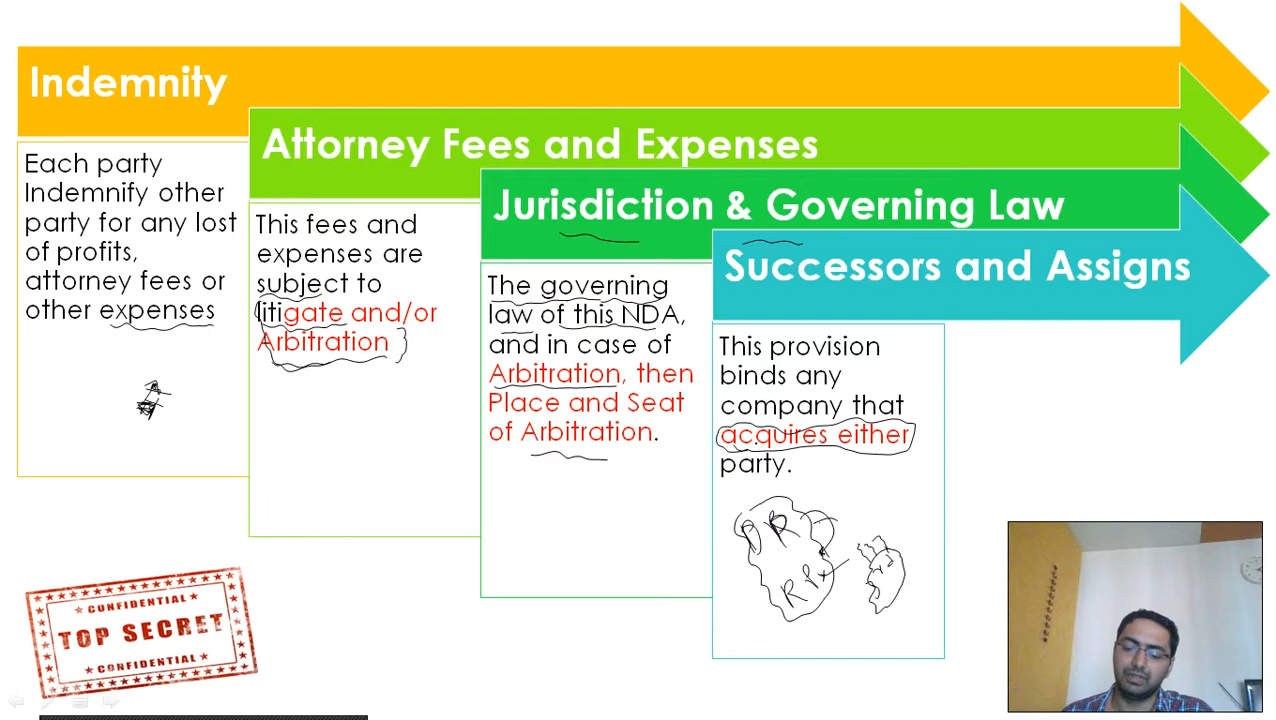 Indemnity
Each party
Indemnify other
party for any lost
of profits,
attorney fees or
other expenses
Attorney Fees and Expenses
This fees and
expenses are
subject to
litigate and/or
Arbitration
Jurisdiction & Governing Law
The governing
law of this NDA,
and in case of
Arbitration, then
Place and Seat
of Arbitration.
Successors and Assigns
This provision
binds any
company that
acquires either
party.
CONFIDENTIAL
TOP SECRET
CONFIDENTIAL